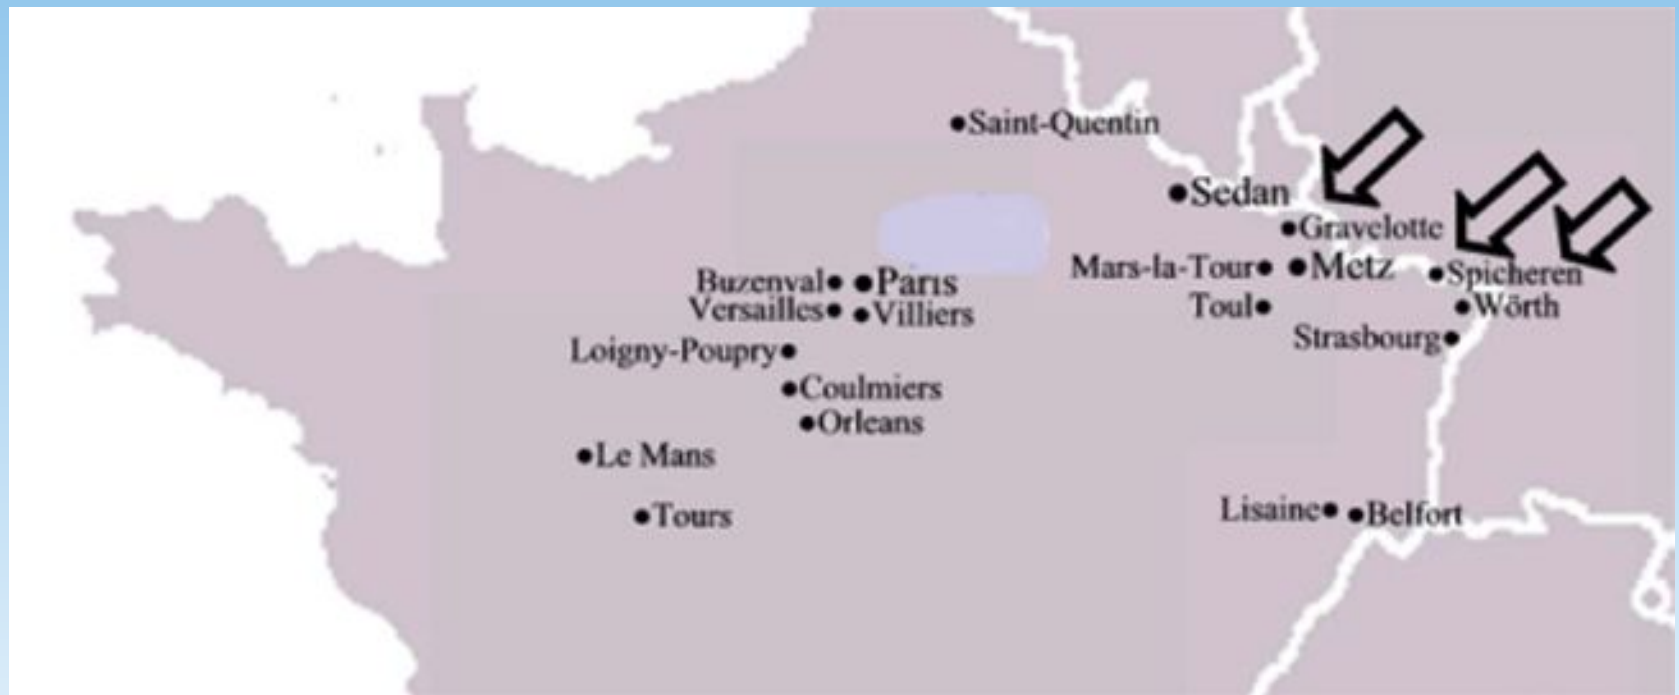 Saint-Quentin
Sedan
Gravelotte
Mars-la-Tour
Metz
Spicheren
Buzenval
Paris
Toul
Wörth
Versailles
Villiers
Strasbourg
Loigny-Poupry
Coulmiers
Orleans
Le Mans
Lisaine
Belfort
Tours